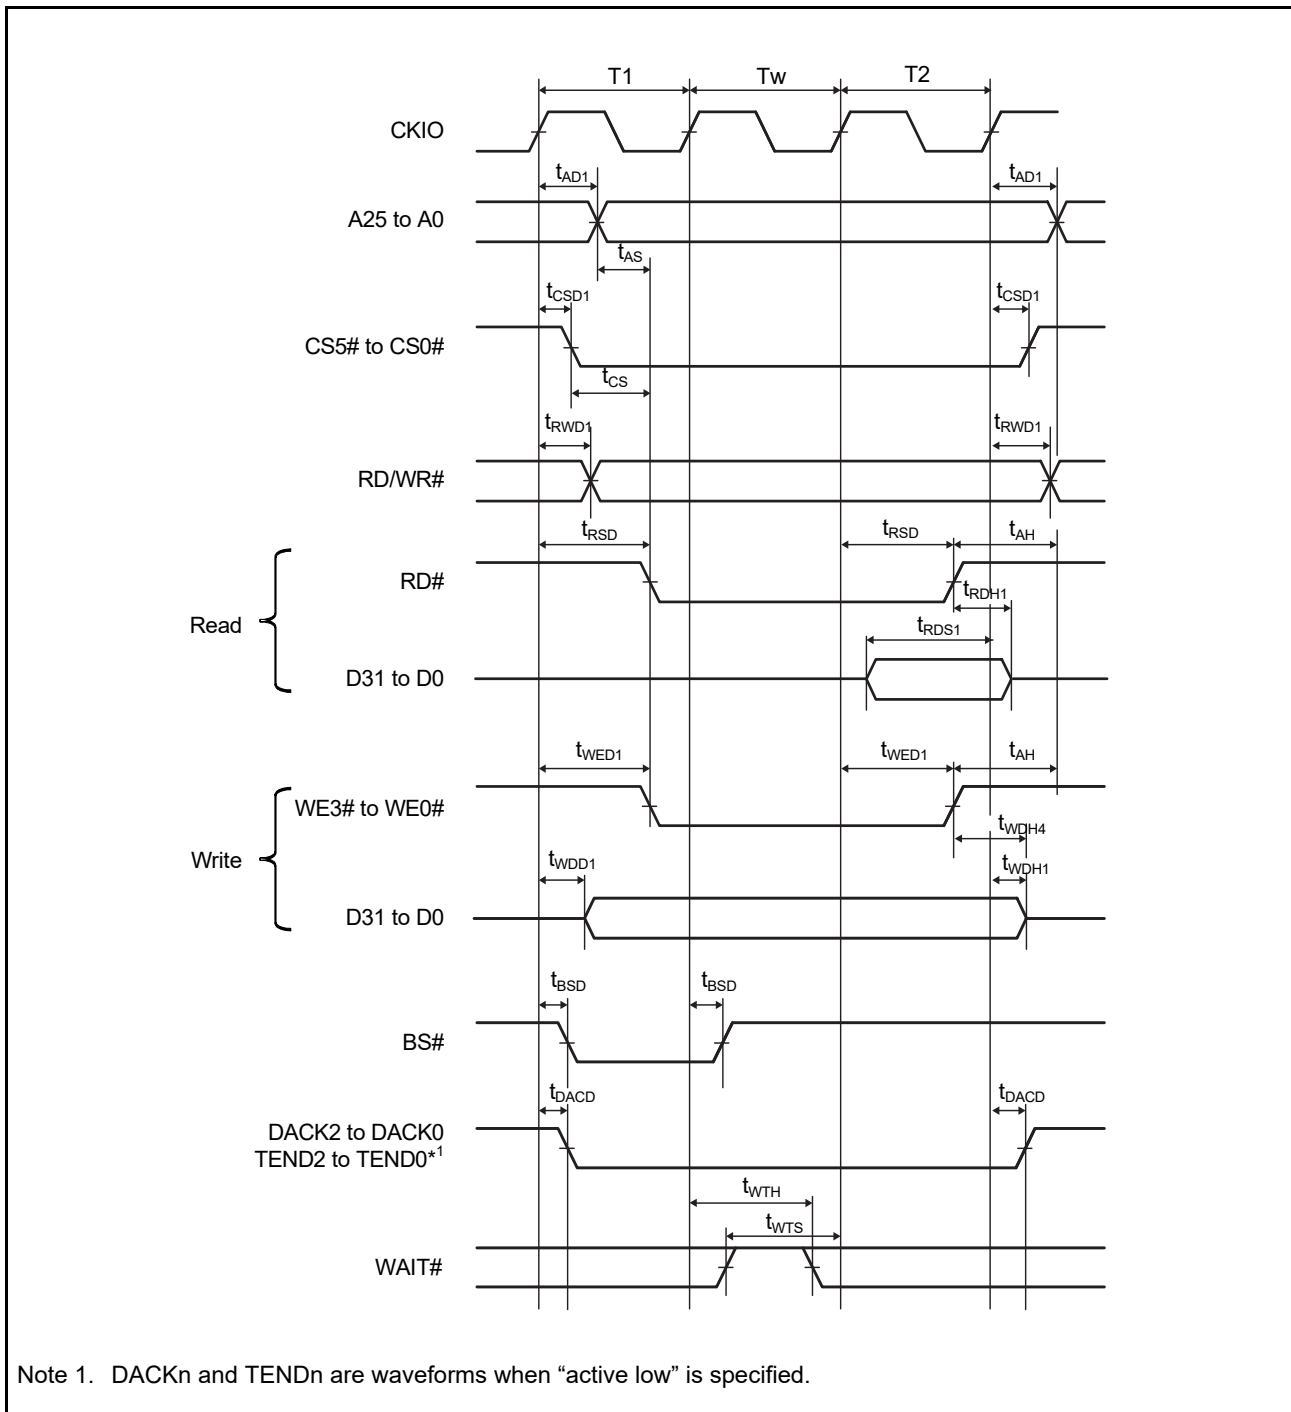 T1 Tw T2
CKIO
tAD1 tAD1
A25 to A0
tAS
tCSD1 tCSD1
CS5# to CS0#
tCS
tRWD1 tRWD1
RD/WR#
tRSD tRSD tAH
RD#
tRDH1
Read
tRDS1
D31 to D0
tWED1 tWED1 tAH
WE3# to WE0#
tWDH4
Write
tWDD1 tWDH1
D31 to D0
tBSD tBSD
BS#
tDACD tDACD
DACK2 to DACK0
TEND2 to TEND0*1
tWTH
tWTS
WAIT#
Note 1. DACKn and TENDn are waveforms when “active low” is specified.